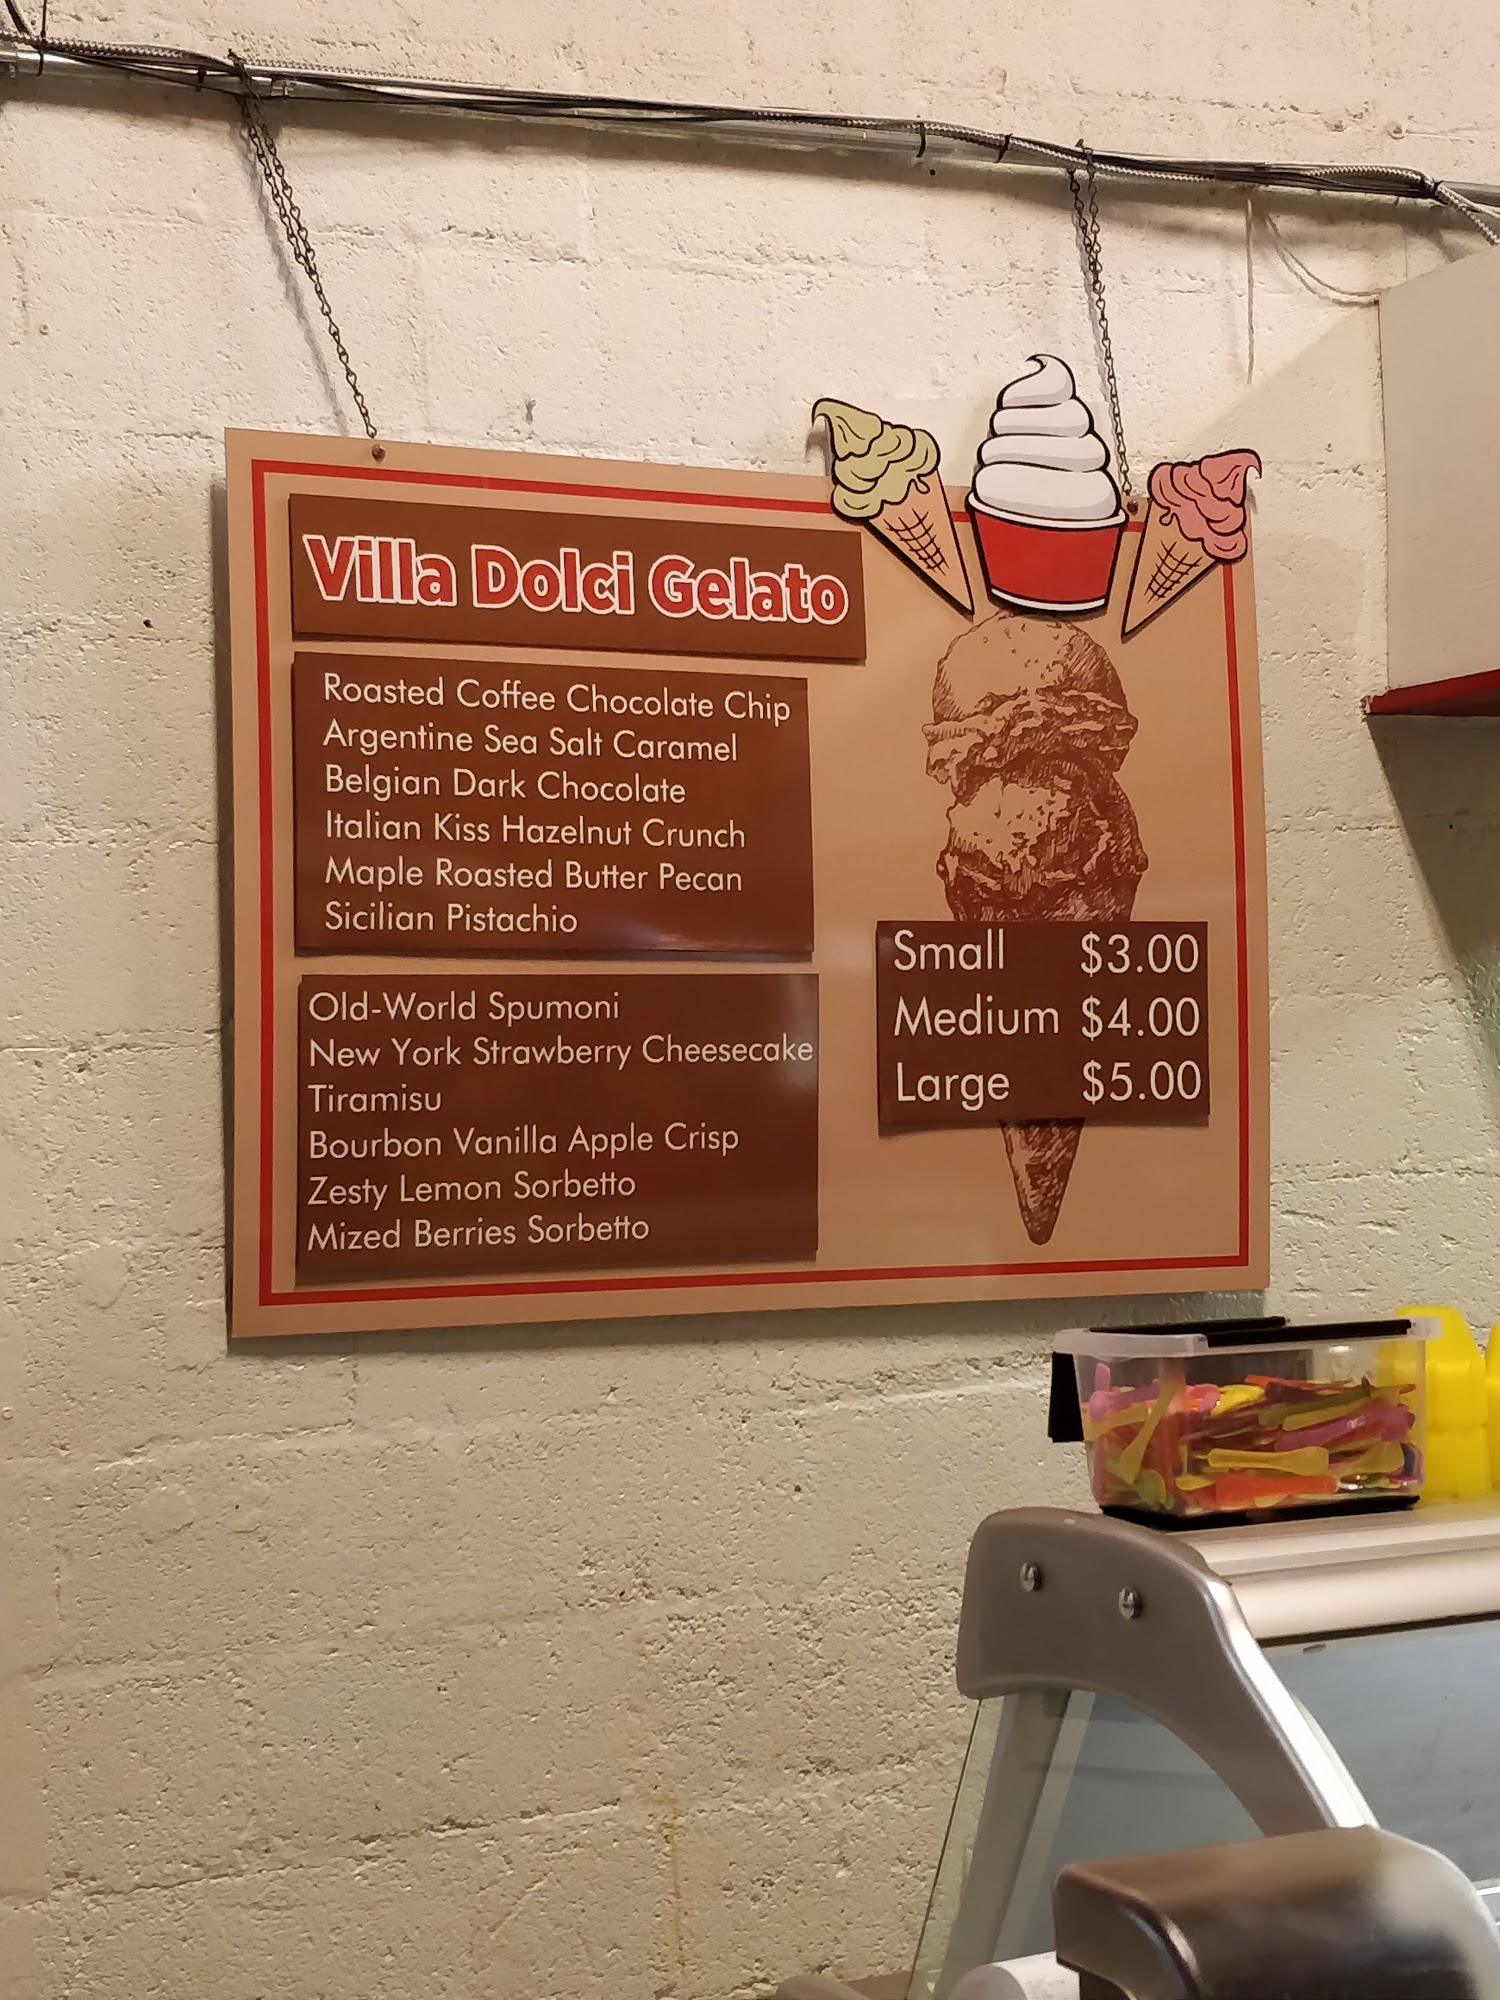 Villa Dolci Gelato
Roasted Coffee Chocolate Chip
Argentine Sea Salt Caramel
Belgian Dark Chocolate
Italian Kiss Hazelnut Crunch
Maple Roasted Butter Pecan
Sicilian Pistachio
Old-World Spumoni
New York Strawberry Cheesecake
Tiramisu
Bourbon Vanilla Apple Crisp
Zesty Lemon Sorbetto
Mized Berries Sorbetto
Small $3.00
Medium $4.00
Large $5.00